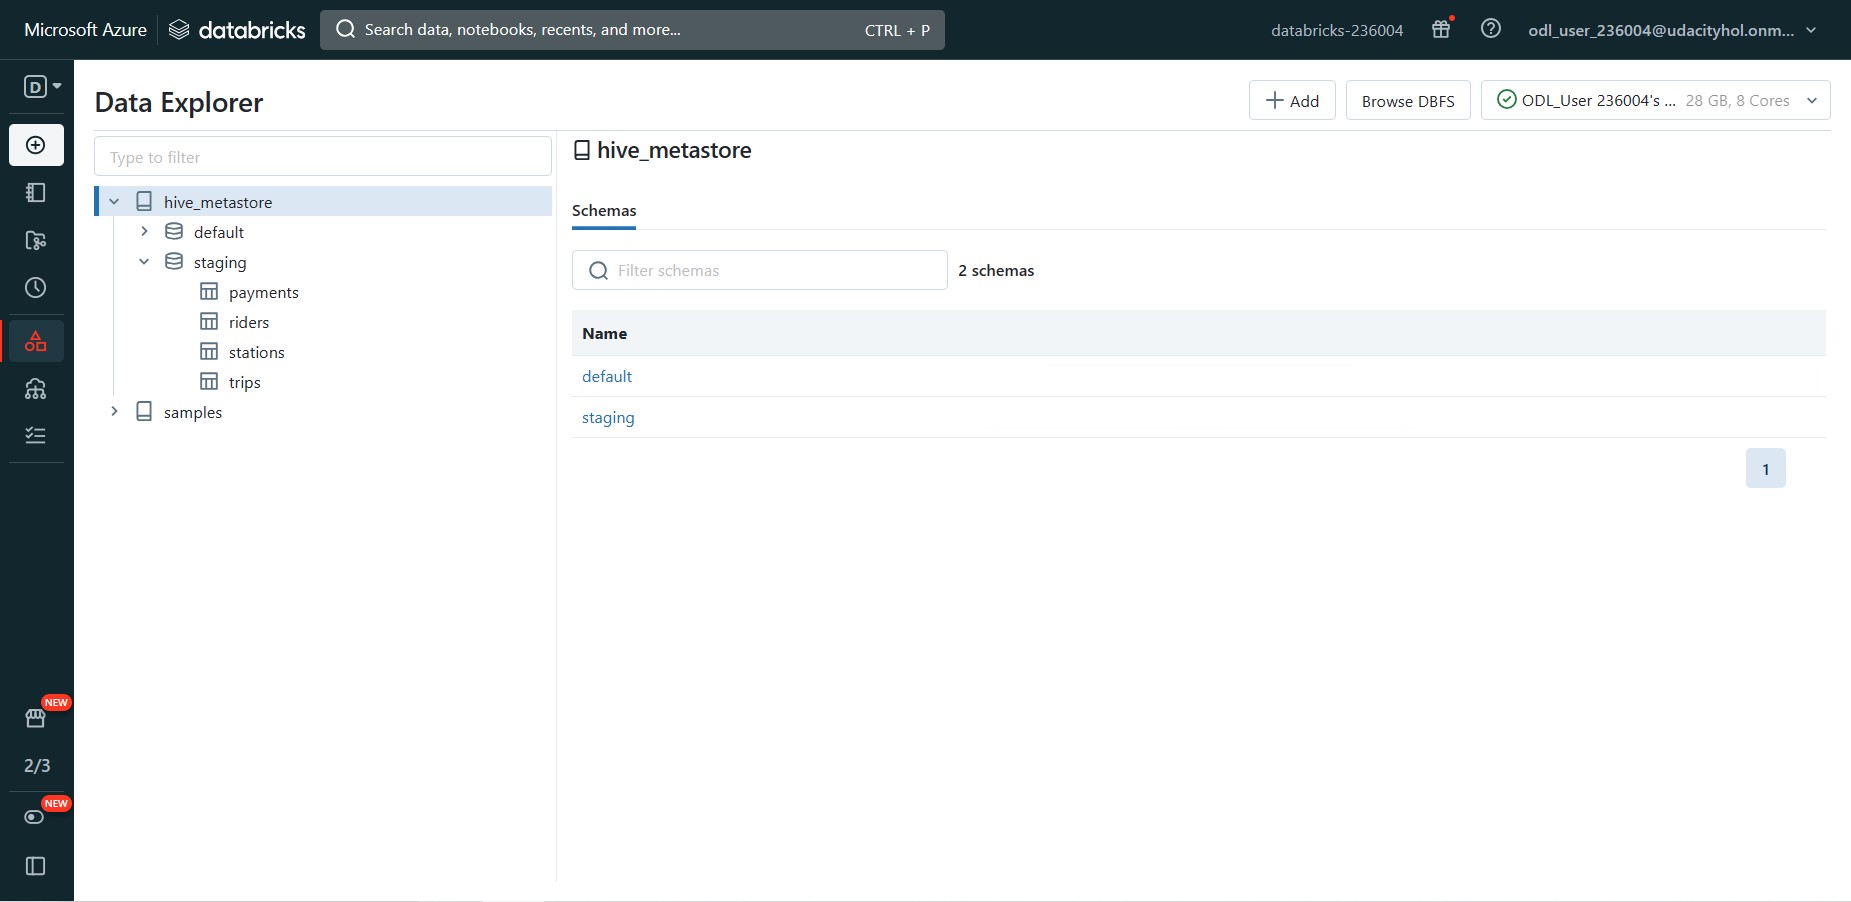 Microsoft Azure databricks Search data, notebooks, recents, and more... CTRL + P databricks-236004 odl_user_236004@udacityhol.onm...
D
Data Explorer + Add Browse DBFS ODL_User 236004's ... 28 GB, 8 Cores
Type to filter
hive_metastore
default
staging
payments
riders
stations
trips
samples
hive_metastore
Schemas
Filter schemas 2 schemas
Name
default
staging
1
NEW
2/3
NEW